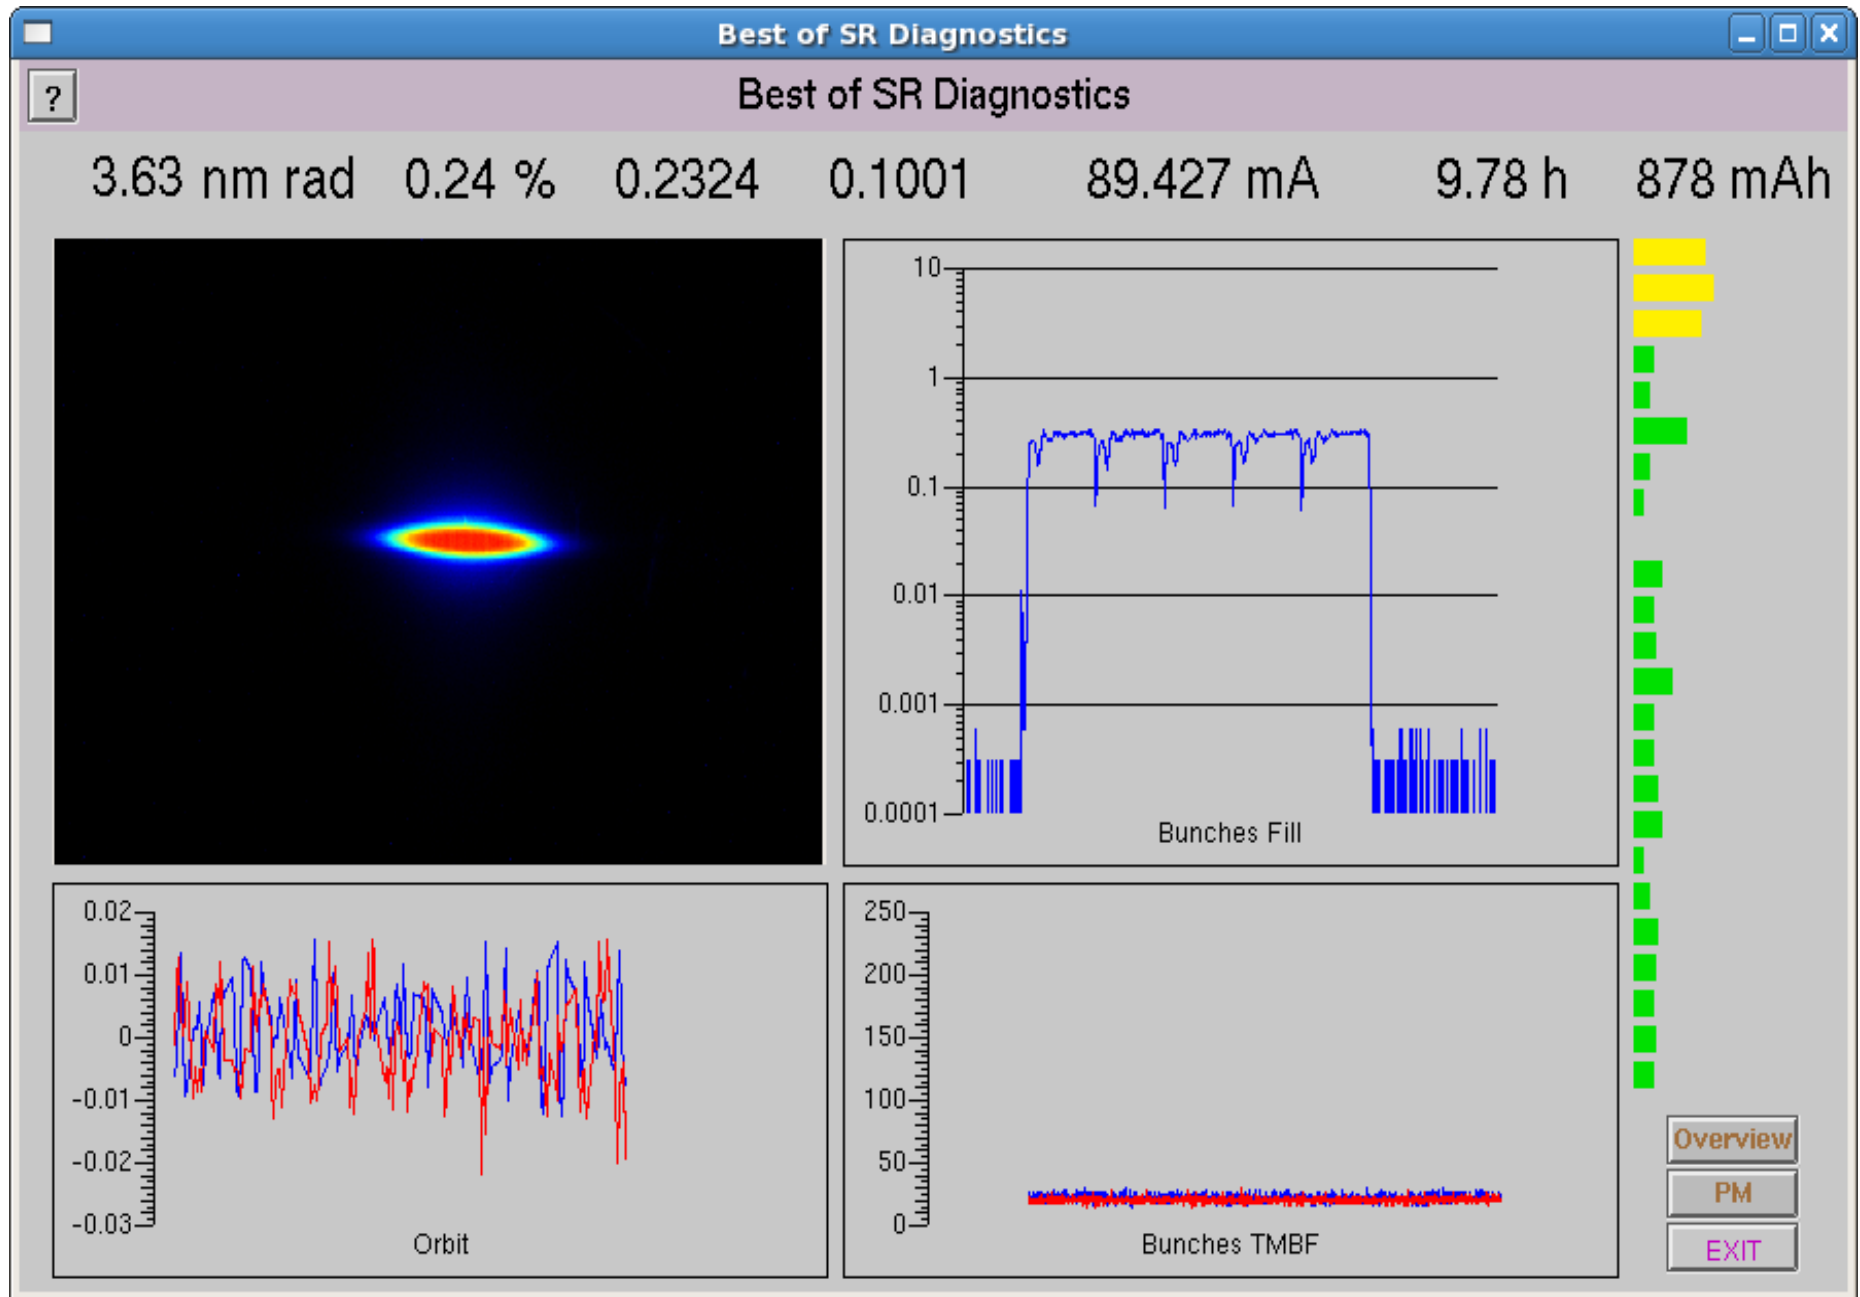 Best of SR Diagnostics
?
Best of SR Diagnostics
3.63 nm rad 0.24 % 0.2324 0.1001 89.427 mA 9.78 h 878 mAh
10
1
0.1
0.01
0.001
0.0001
Bunches Fill
0.02
0.01
0
-0.01
-0.02
-0.03
Orbit
250
200
150
100
50
0
Bunches TMBF
Overview
PM
EXIT